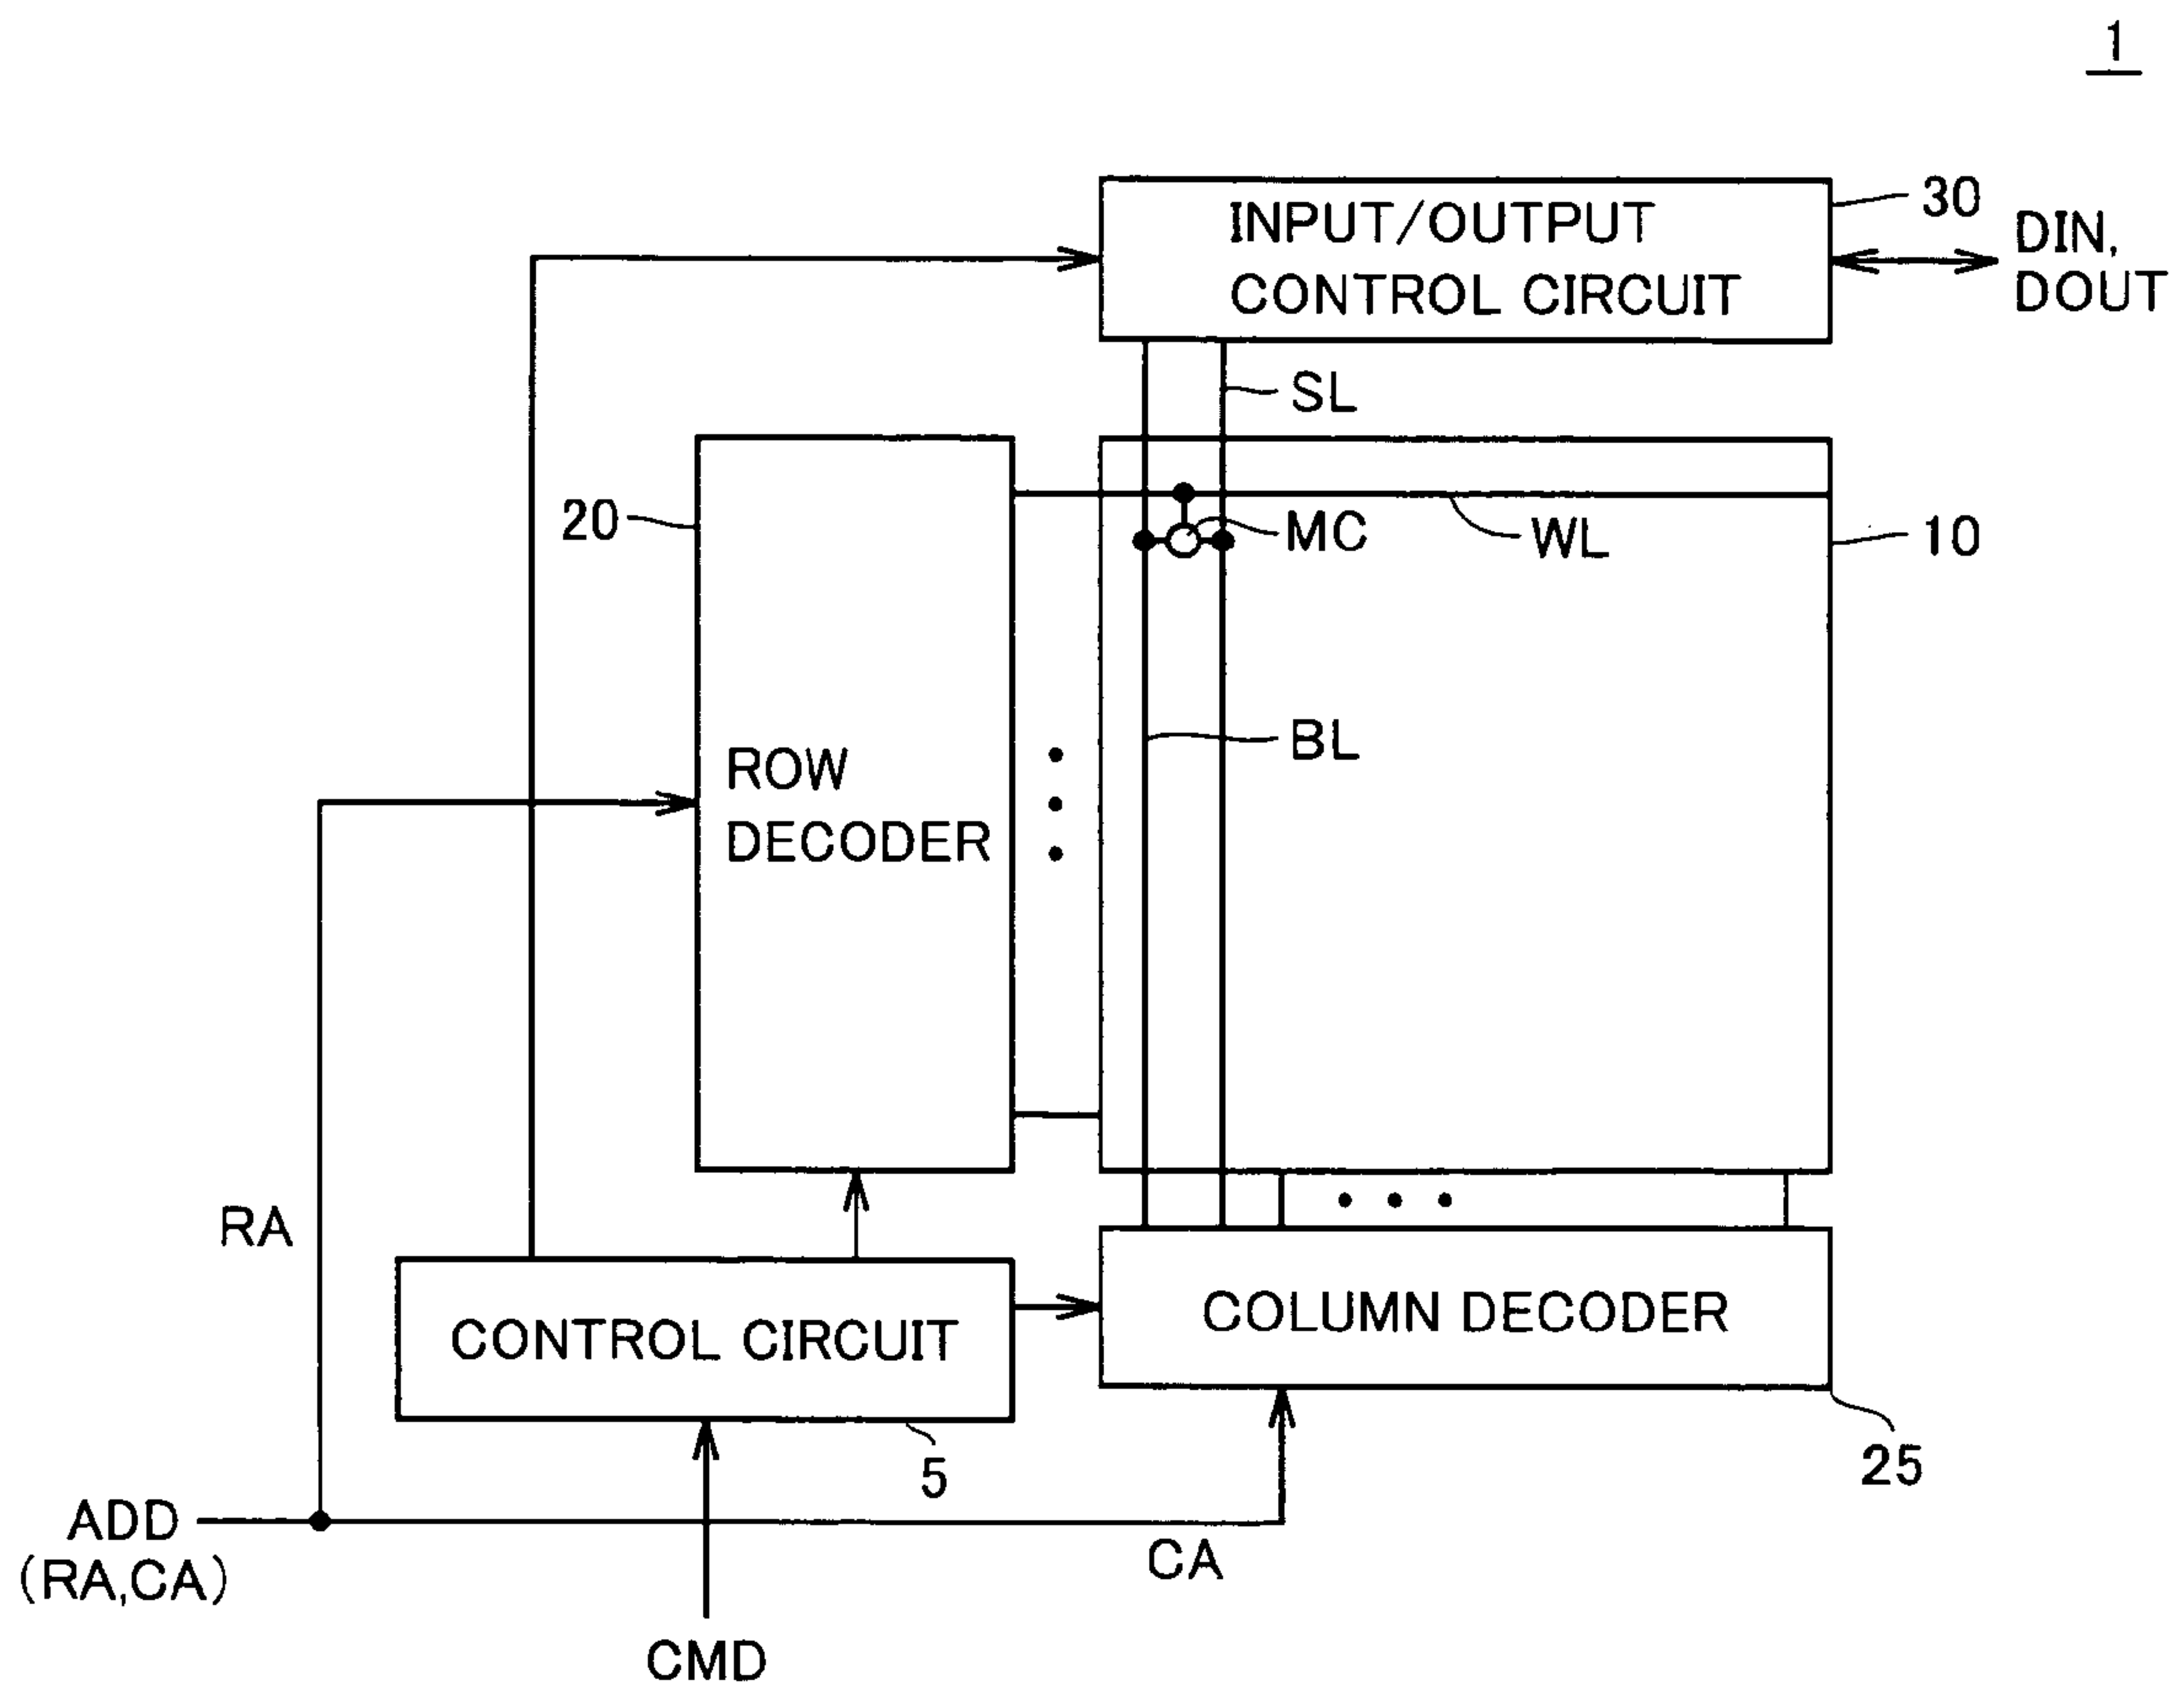 1
INPUT/OUTPUT
CONTROL CIRCUIT
30
DIN,
DOUT
SL
20
MC
WL
10
BL
ROW
DECODER
RA
CONTROL CIRCUIT
COLUMN DECODER
5
25
ADD
(RA,CA)
CA
CMD